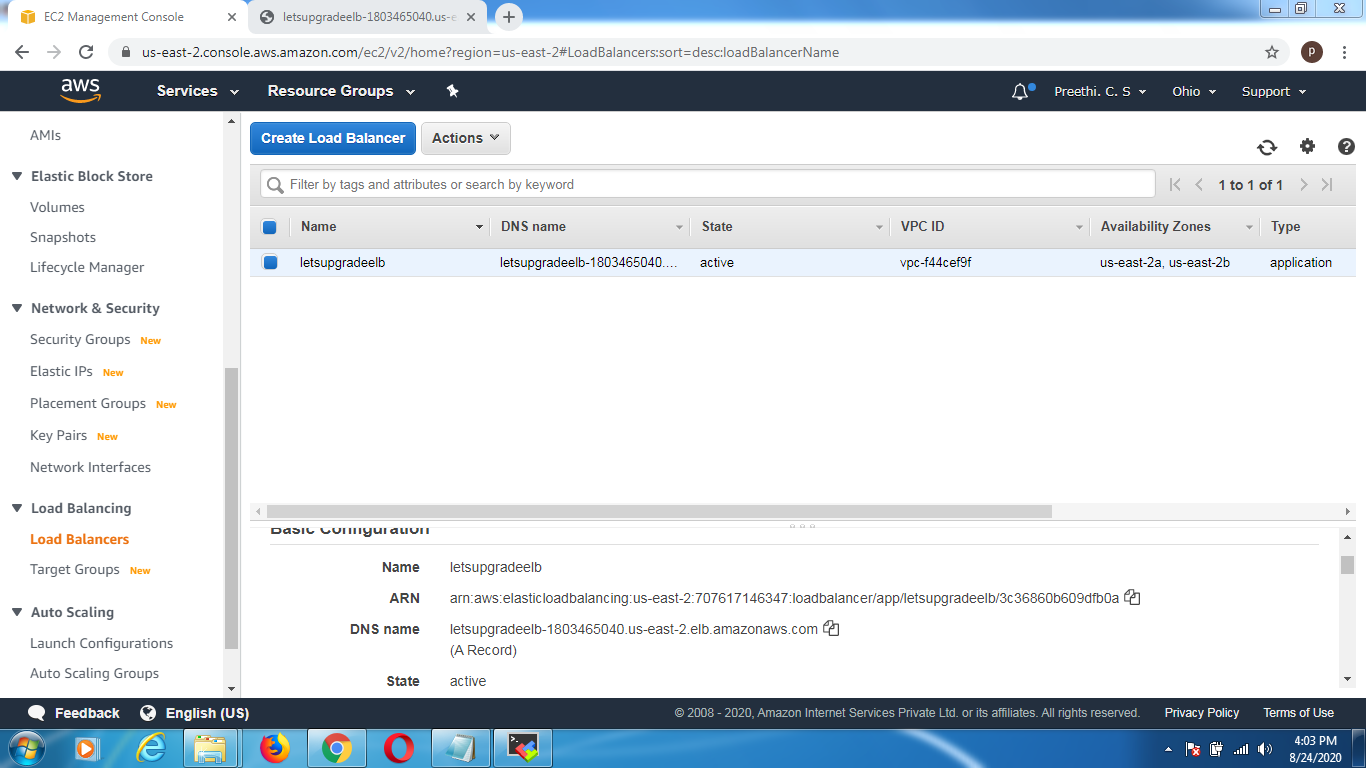 EC2 Management Console
letsupgradeelb-1803465040.us-e
us-east-2.console.aws.amazon.com/ec2/v2/home?region=us-east-2#LoadBalancers:sort=desc:loadBalancerName
P
aws
Services
Resource Groups
Preethi. C. S
Ohio
Support
AMIs
Elastic Block Store
Volumes
Snapshots
Lifecycle Manager
Network & Security
Security Groups New
Elastic IPs New
Placement Groups New
Key Pairs New
Network Interfaces
Load Balancing
Load Balancers
Target Groups New
Auto Scaling
Launch Configurations
Auto Scaling Groups
Create Load Balancer
Actions
Filter by tags and attributes or search by keyword
1 to 1 of 1
Name DNS name State VPC ID Availability Zones Type
letsupgradeelb letsupgradeelb-1803465040.... active vpc-f44cef9f us-east-2a, us-east-2b application
Basic Configuration
Name letsupgradeelb
ARN arn:aws:elasticloadbalancing:us-east-2:707617146347:loadbalancer/app/letsupgradeelb/3c36860b609dfb0a
DNS name letsupgradeelb-1803465040.us-east-2.elb.amazonaws.com
(A Record)
State active
Feedback
English (US)
© 2008 - 2020, Amazon Internet Services Private Ltd. or its affiliates. All rights reserved.
Privacy Policy
Terms of Use
4:03 PM
8/24/2020